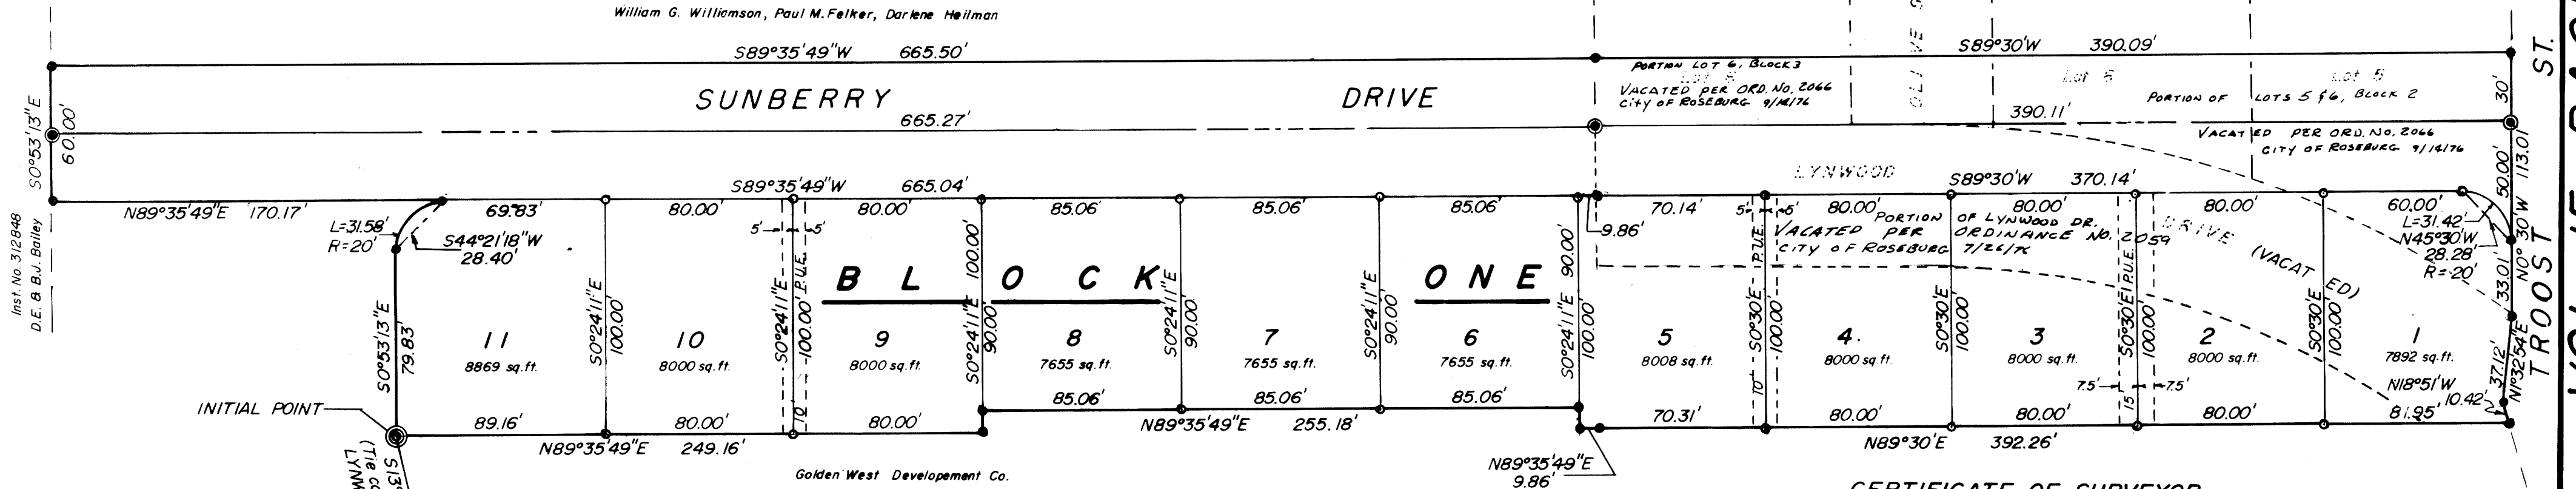 William G. Williamson, Paul M. Felker, Darlene Heilman
S89°35'49"W 665.50'
S89°30'W 390.09'
SUNBERRY DRIVE
665.27'
390.11'
S0°53'13"E
60.00'
PORTION LOT 6, BLOCK 3
VACATED PER ORD. NO. 2066
CITY OF ROSEBURG 9/14/76
Lot 6
Lot 5
PORTION OF LOTS 5 & 6, BLOCK 2
VACATED PER ORD. NO. 2066
CITY OF ROSEBURG 9/14/76
30'
50.00'
N0°30'W 113.01
33.01'
TROOST ST.
Inst. No. 312848
D.E. & B.J. Bailey
N89°35'49"E 170.17'
S89°35'49"W 665.04'
LYNWOOD
S89°30'W 370.14'
69.83'
80.00'
80.00'
85.06'
85.06'
85.06'
9.86'
70.14'
80.00'
80.00'
80.00'
60.00'
L=31.58'
R=20'
S44°21'18"W
28.40'
5' 5'
5' 5'
PORTION OF LYNWOOD DR.
VACATED PER ORDINANCE NO. 2059
CITY OF ROSEBURG 7/26/76
DRIVE (VACATED)
L=31.42'
N45°30'W
28.28'
R=20'
BLOCK ONE
S0°53'13"E
79.83'
S0°24'11"E
100.00'
S0°24'11"E
100.00' P.U.E.
10'
S0°24'11"E 100.00'
90.00'
S0°24'11"E
90.00'
S0°24'11"E
90.00'
S0°24'11"E 90.00'
100.00'
S0°30'E P.U.E.
100.00'
10'
S0°30'E
100.00'
S0°30'E P.U.E.
100.00'
15'
S0°30'E
100.00'
N1°32'54"E
37.12'
11
8869 sq. ft.
10
8000 sq. ft.
9
8000 sq. ft.
8
7655 sq. ft.
7
7655 sq. ft.
6
7655 sq. ft.
5
8008 sq. ft.
4.
8000 sq. ft.
3
8000 sq. ft.
2
8000 sq. ft.
1
7892 sq. ft.
7.5' 7.5'
N18°51'W
10.42'
INITIAL POINT
89.16'
80.00'
80.00'
85.06'
85.06'
85.06'
70.31'
80.00'
80.00'
80.00'
81.95'
N89°35'49"E 249.16'
N89°35'49"E 255.18'
N89°35'49"E
9.86'
N89°30'E 392.26'
Golden West Developement Co.
CERTIFICATE OF SURVEYOR